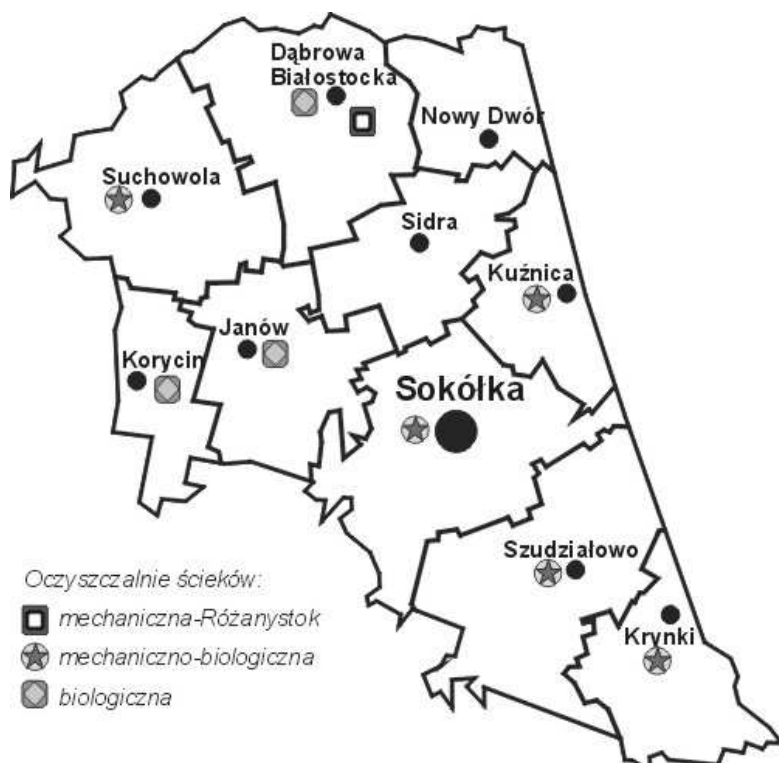 Dąbrowa
Białostocka
Nowy Dwór
Suchowola
Sidra
Kuźnica
Janów
Korycin
Sokółka
Szudziałowo
Krynki
Oczyszczalnie ścieków:
mechaniczna-Różanystok
mechaniczno-biologiczna
biologiczna